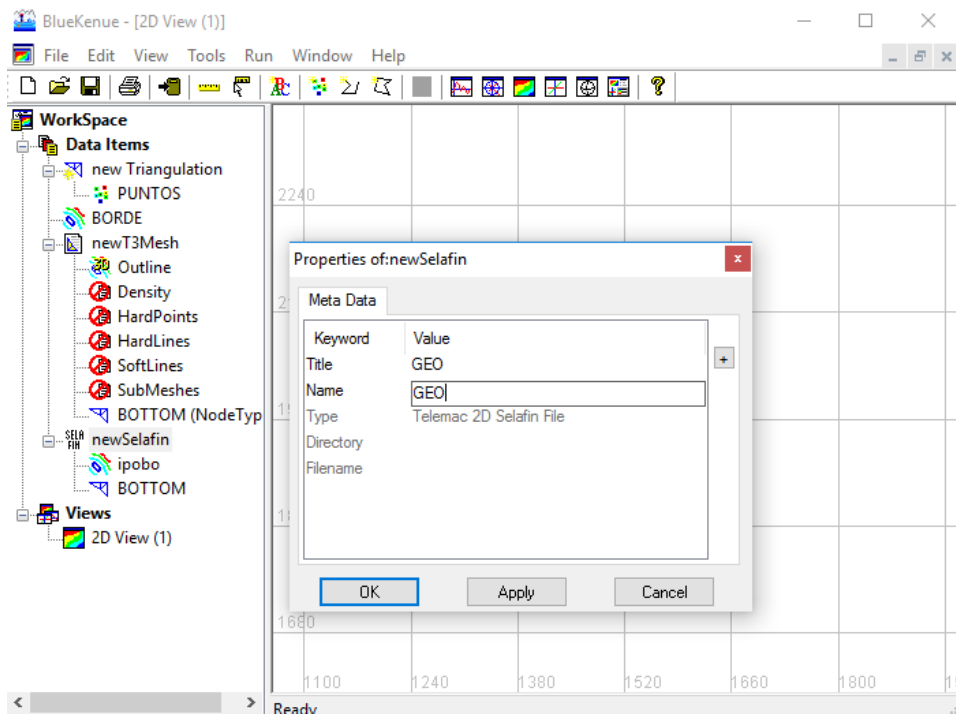 BlueKenue - [2D View (1)]
File Edit View Tools Run Window Help
WorkSpace
Data Items
new Triangulation
PUNTOS
BORDE
newT3Mesh
Outline
Density
HardPoints
HardLines
SoftLines
SubMeshes
BOTTOM (NodeTyp
newSelafin
ipobo
BOTTOM
Views
2D View (1)
2240
Properties of:newSelafin
Meta Data
Keyword Value
Title GEO
Name GEO
Type Telemac 2D Selafin File
Directory
Filename
+
OK Apply Cancel
1680
1100 1240 1380 1520 1660 1800
Ready